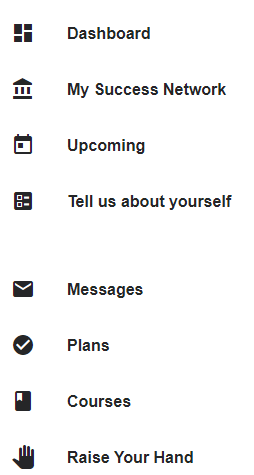 Dashboard
My Success Network
Upcoming
Tell us about yourself
Messages
Plans
Courses
Raise Your Hand